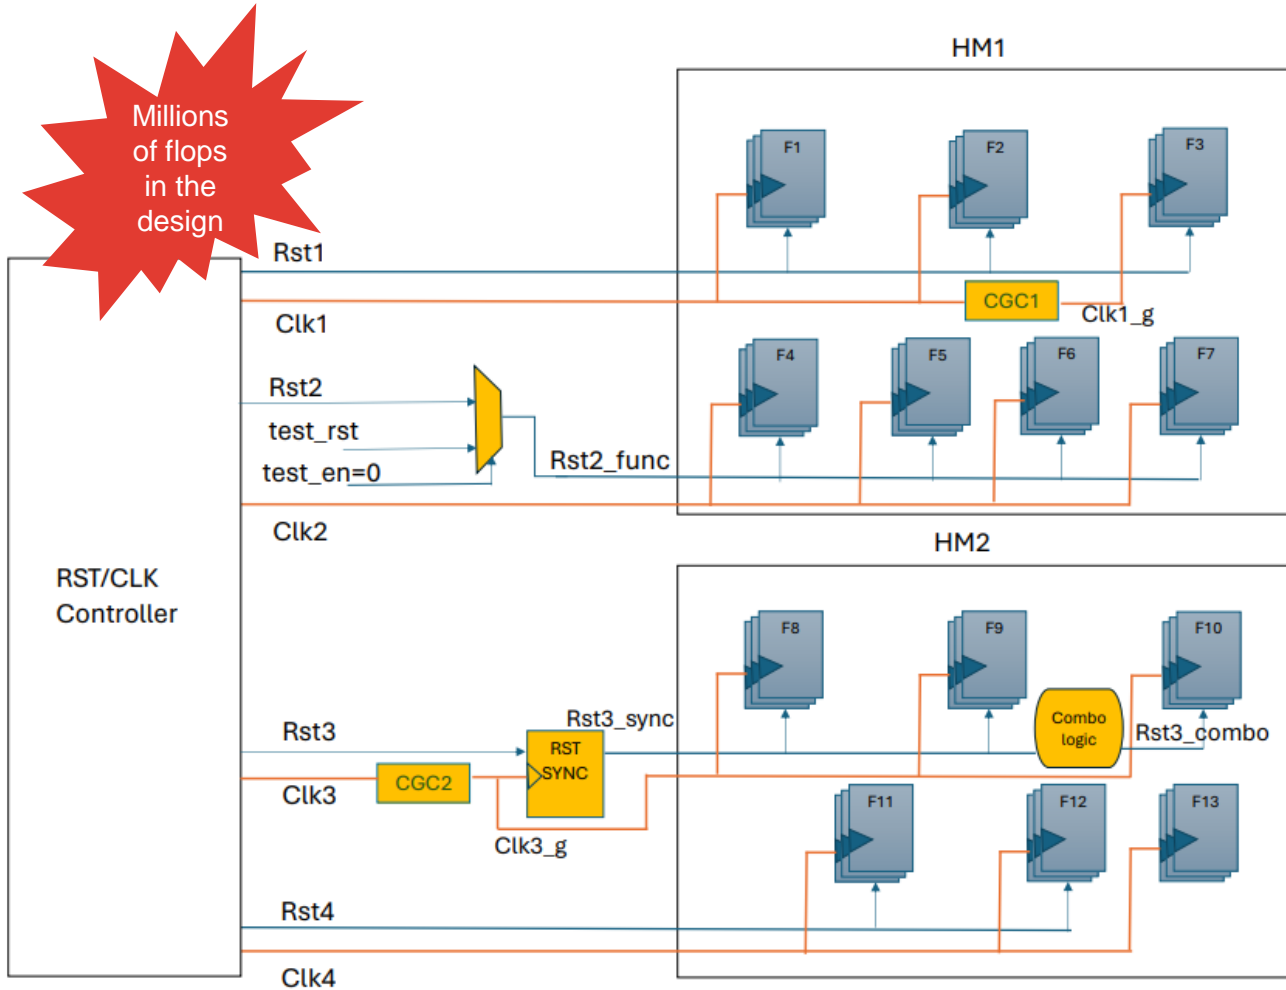 HM1
Millions
of flops
in the
design
F1
F2
F3
Rst1
CGC1
Clk1
Clk1_g
F4
F5
F6
F7
Rst2
test_rst
Rst2_func
test_en=0
Clk2
HM2
RST/CLK
Controller
F8
F9
F10
Rst3_sync
Combo
logic
Rst3
Rst3_combo
RST
SYNC
CGC2
Clk3
F11
F12
F13
Clk3_g
Rst4
Clk4